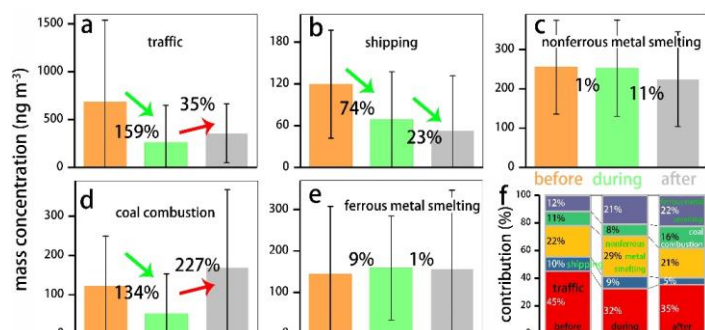 mass concentration (ng m-3)
a
traffic
1500
1000
500
0
159%
35%
b
shipping
120
60
0
74%
23%
c
nonferrous metal smelting
300
200
100
0
1%
11%
before during after
d
coal combustion
300
200
100
0
134%
227%
e
ferrous metal smelting
300
200
100
0
9%
1%
f
contribution (%)
100
80
60
40
20
0
12%
11%
22%
10% shipping
traffic
45%
before
21%
8%
nonferrous
29% metal
smelting
9%
32%
during
22%
16% coal
combustion
21%
35%
after